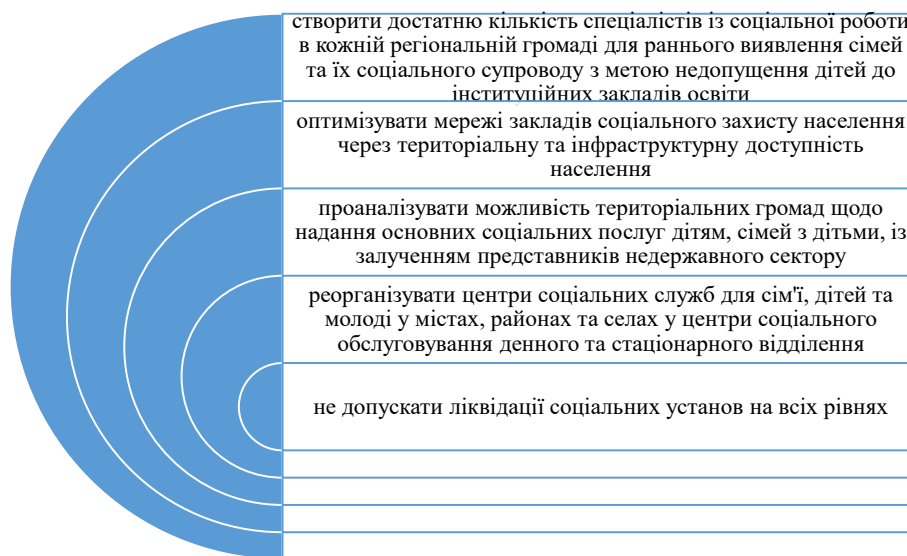 створити достатню кількість спеціалістів із соціальної роботи
в кожній регіональній громаді для раннього виявлення сімей
та їх соціального супроводу з метою недопущення дітей до
інституційних закладів освіти
оптимізувати мережі закладів соціального захисту населення
через територіальну та інфраструктурну доступність
населення
проаналізувати можливість територіальних громад щодо
надання основних соціальних послуг дітям, сімей з дітьми, із
залученням представників недержавного сектору
реорганізувати центри соціальних служб для сім'ї, дітей та
молоді у містах, районах та селах у центри соціального
обслуговування денного та стаціонарного відділення
не допускати ліквідації соціальних установ на всіх рівнях